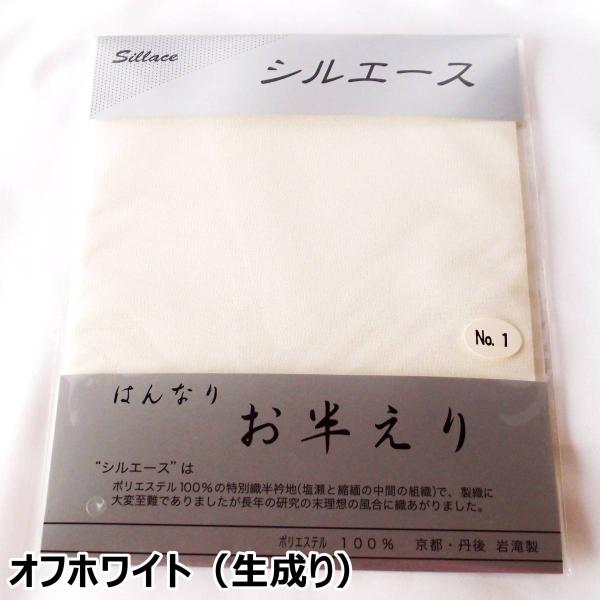 Sillace
シルエース
No. 1
はんなり
お半えり
“シルエース”は
ポリエステル100%の特別織半衿地(塩瀬と縮緬の中間の組織)で、製織に
大変至難でありましたが長年の研究の末理想の風合に織あがりました。
ポリエステル 100% 京都・丹後 岩滝製
オフホワイト（生成り）